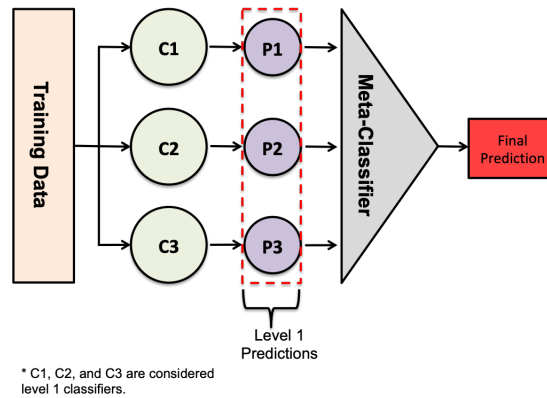 Training Data
C1
P1
C2
P2
C3
P3
Meta-Classifier
Final
Prediction
Level 1
Predictions
* C1, C2, and C3 are considered
level 1 classifiers.